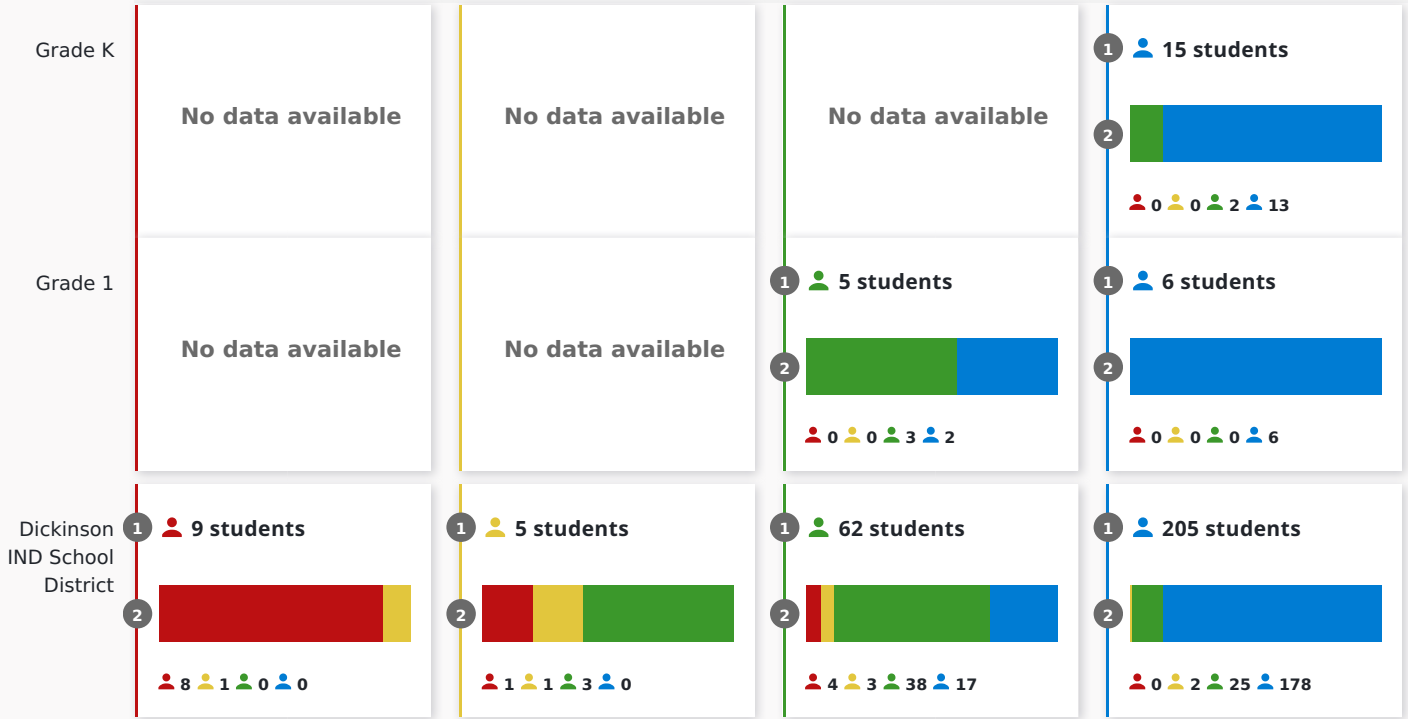 Grade K
No data available
No data available
No data available
1 15 students
2
0 0 2 13
Grade 1
No data available
No data available
1 5 students
2
0 0 3 2
1 6 students
2
0 0 0 6
Dickinson
IND School
District
1 9 students
2
8 1 0 0
1 5 students
2
1 1 3 0
1 62 students
2
4 3 38 17
1 205 students
2
0 2 25 178